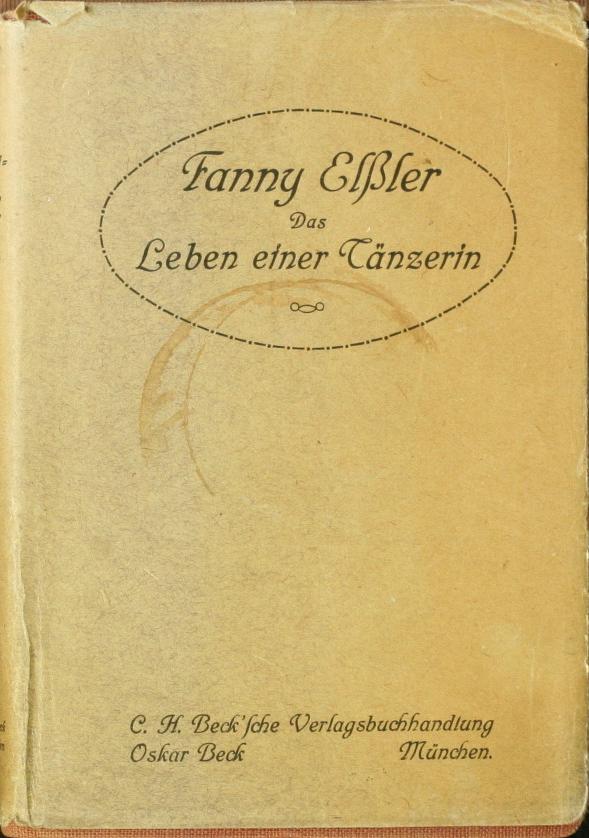 Fanny Elßler
Das
Leben einer Tänzerin
C. H. Beck'sche Verlagsbuchhandlung
Oskar Beck München.